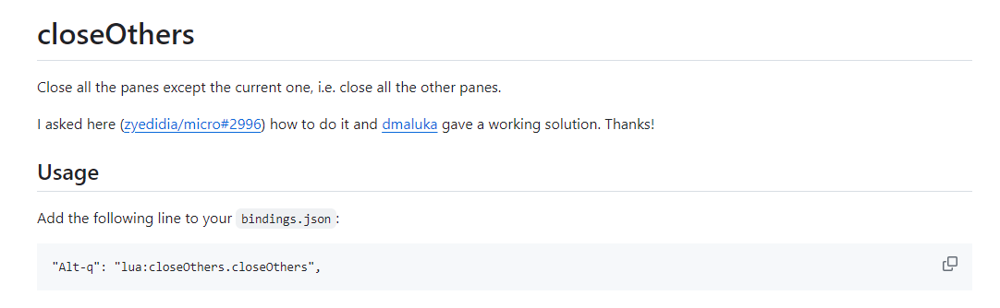 closeOthers
Close all the panes except the current one, i.e. close all the other panes.
I asked here (zyedidia/micro#2996) how to do it and dmaluka gave a working solution. Thanks!
Usage
Add the following line to your bindings.json:
"Alt-q": "lua:closeOthers.closeOthers",